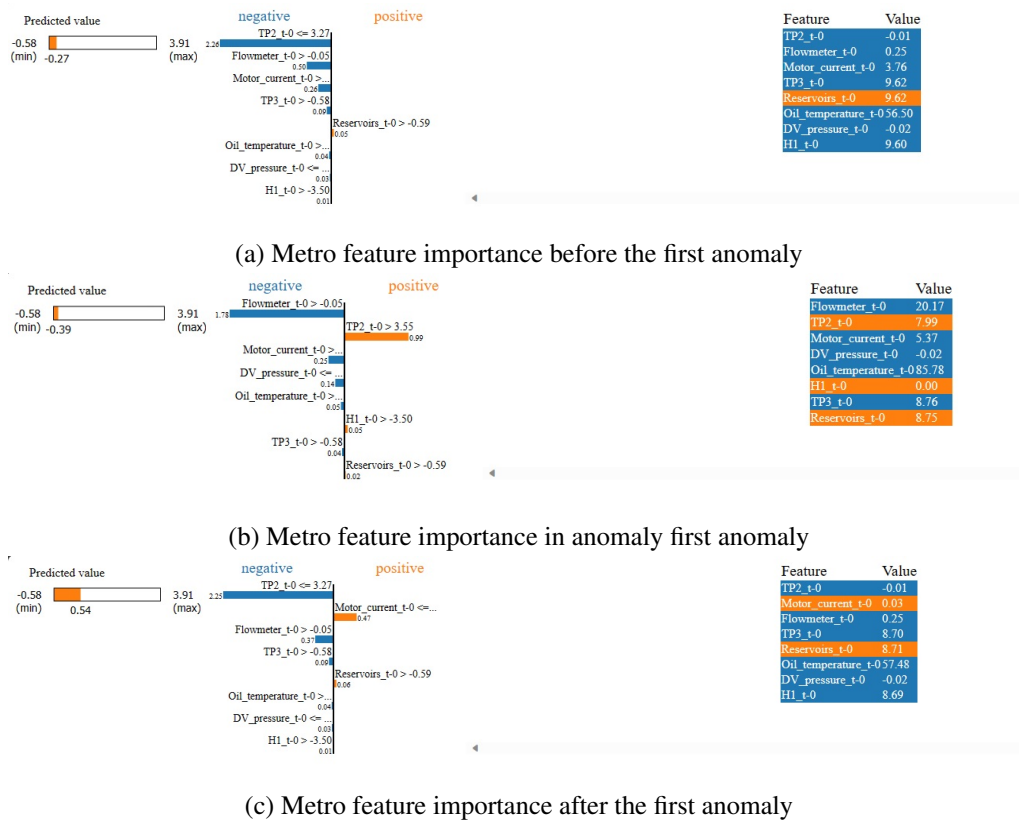 Predicted value
-0.58
(min)
-0.27
3.91
(max)
negative positive
TP2_t-0 <= 3.27
2.26
Flowmeter_t-0 > -0.05
0.50
Motor_current_t-0 >...
0.26
TP3_t-0 > -0.58
0.09
Reservoirs_t-0 > -0.59
0.05
Oil_temperature_t-0 >...
0.04
DV_pressure_t-0 <= ...
0.03
H1_t-0 > -3.50
0.01
Feature Value
TP2_t-0 -0.01
Flowmeter_t-0 0.25
Motor_current_t-0 3.76
TP3_t-0 9.62
Reservoirs_t-0 9.62
Oil_temperature_t-0 56.50
DV_pressure_t-0 -0.02
H1_t-0 9.60
(a) Metro feature importance before the first anomaly
Predicted value
-0.58
(min)
-0.39
3.91
(max)
negative positive
Flowmeter_t-0 > -0.05
1.78
TP2_t-0 > 3.55
0.99
Motor_current_t-0 >...
0.25
DV_pressure_t-0 <= ...
0.14
Oil_temperature_t-0 >...
0.05
H1_t-0 > -3.50
0.05
TP3_t-0 > -0.58
0.04
Reservoirs_t-0 > -0.59
0.02
Feature Value
Flowmeter_t-0 20.17
TP2_t-0 7.99
Motor_current_t-0 5.37
DV_pressure_t-0 -0.02
Oil_temperature_t-0 85.78
H1_t-0 0.00
TP3_t-0 8.76
Reservoirs_t-0 8.75
(b) Metro feature importance in anomaly first anomaly
Predicted value
-0.58
(min)
0.54
3.91
(max)
negative positive
TP2_t-0 <= 3.27
2.25
Motor_current_t-0 <=...
0.47
Flowmeter_t-0 > -0.05
0.37
TP3_t-0 > -0.58
0.09
Reservoirs_t-0 > -0.59
0.06
Oil_temperature_t-0 >...
0.04
DV_pressure_t-0 <= ...
0.03
H1_t-0 > -3.50
0.01
Feature Value
TP2_t-0 -0.01
Motor_current_t-0 0.03
Flowmeter_t-0 0.25
TP3_t-0 8.70
Reservoirs_t-0 8.71
Oil_temperature_t-0 57.48
DV_pressure_t-0 -0.02
H1_t-0 8.69
(c) Metro feature importance after the first anomaly